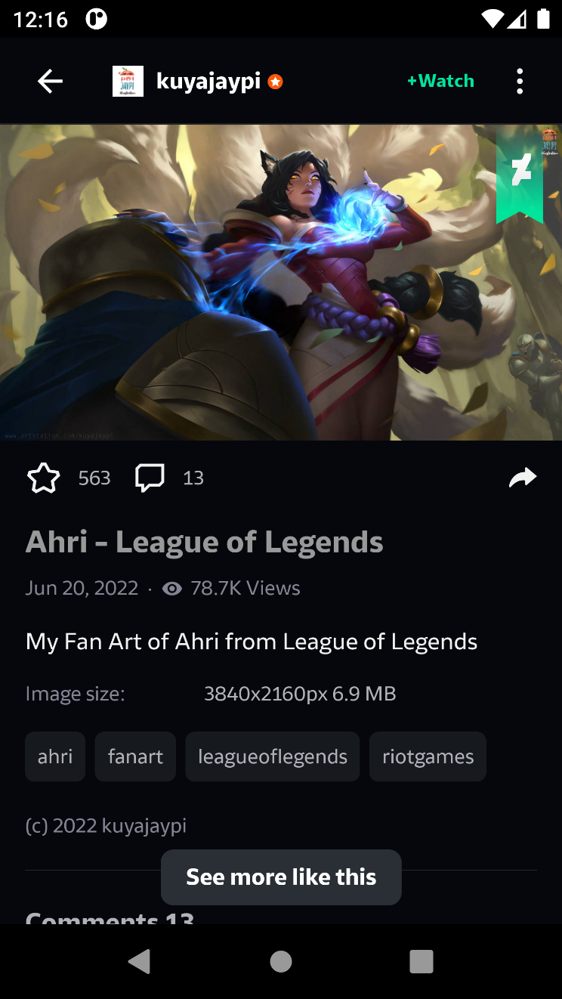 12:16
kuyajaypi
+Watch
www.artstation.com/kuyajaypi
563
13
Ahri - League of Legends
Jun 20, 2022 · 78.7K Views
My Fan Art of Ahri from League of Legends
Image size: 3840x2160px 6.9 MB
ahri fanart leagueoflegends riotgames
(c) 2022 kuyajaypi
See more like this
Comments 13